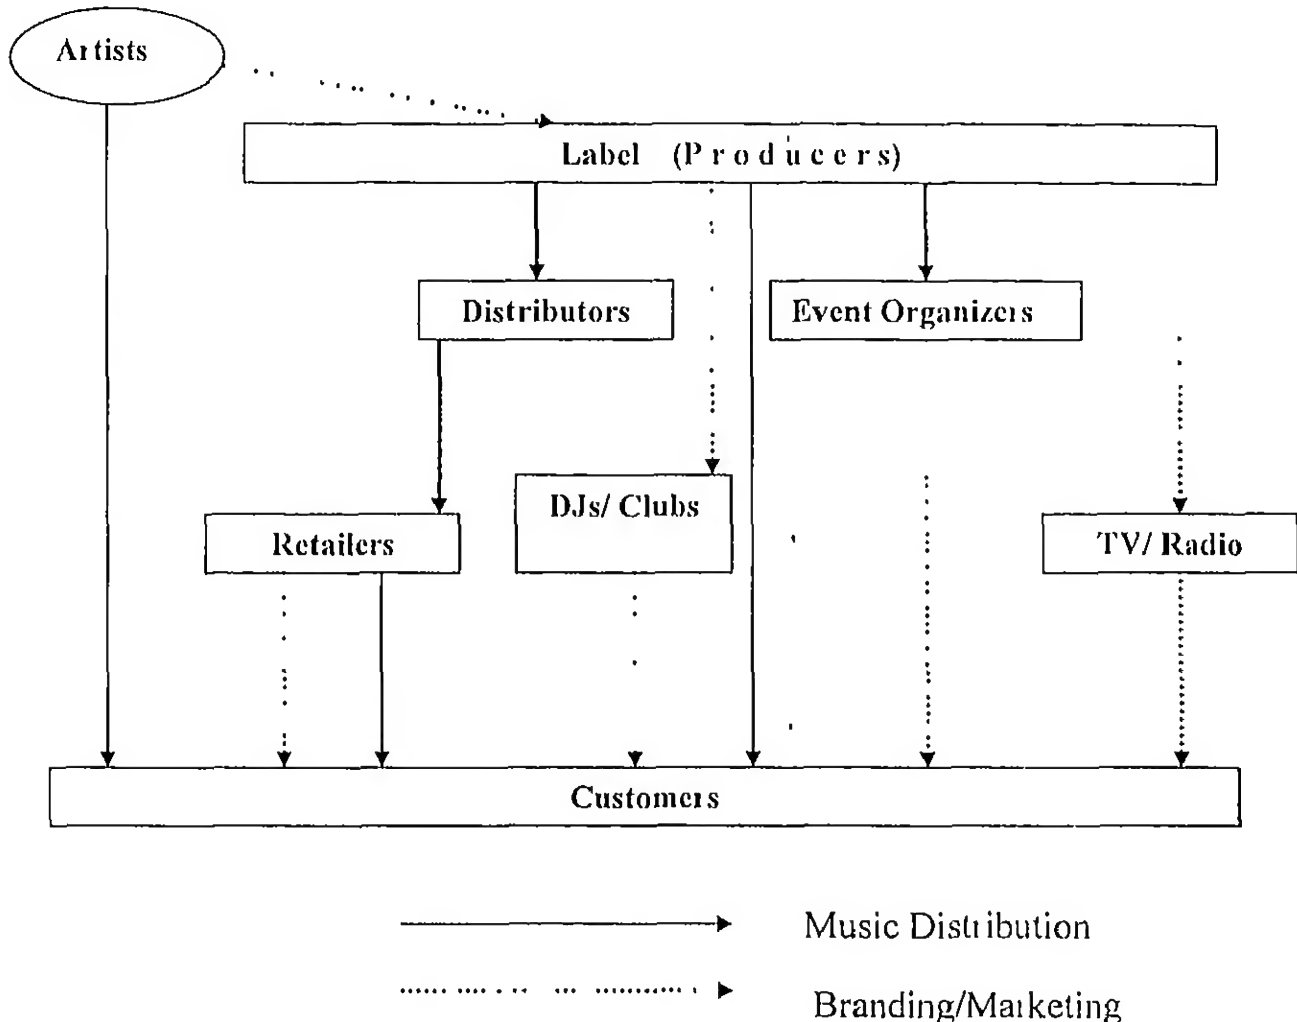 Artists
Label (Producers)
Distributors
Event Organizers
DJs/ Clubs
Retailers
TV/ Radio
Customers
Music Distribution
Branding/Marketing